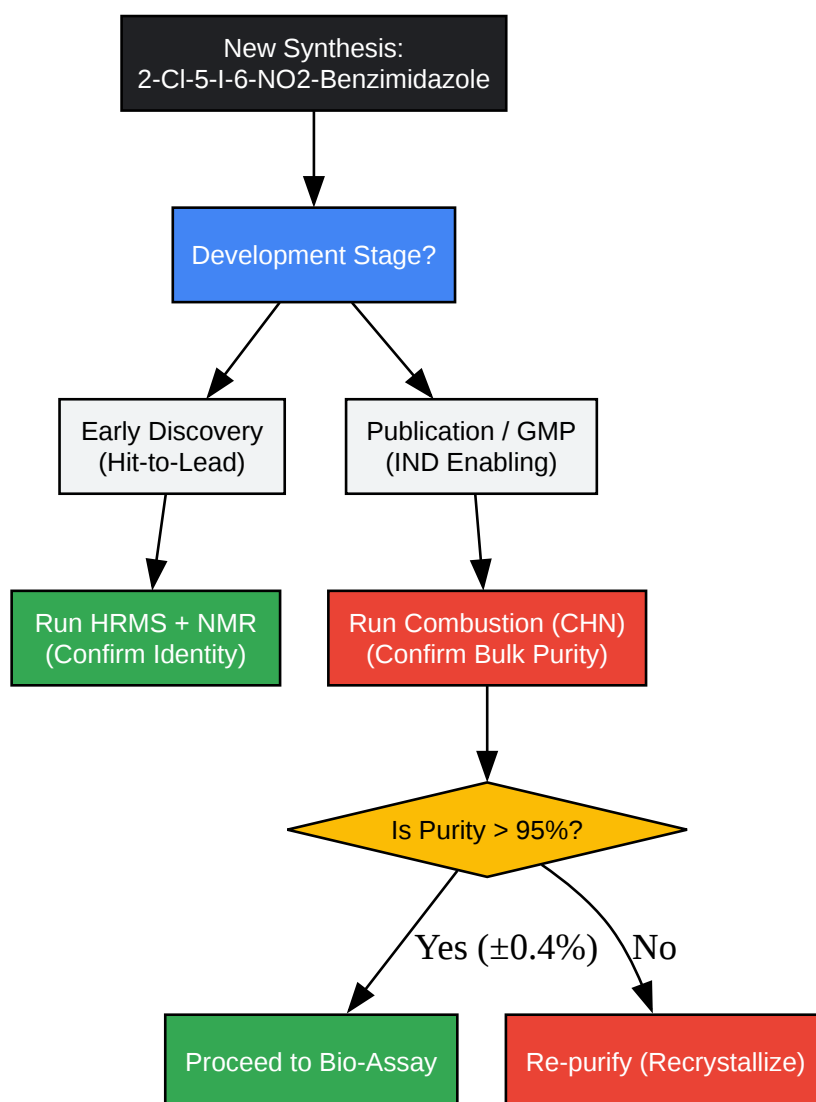 New Synthesis:
2-Cl-5-I-6-NO2-Benzimidazole
Development Stage?
Early Discovery
(Hit-to-Lead)
Publication / GMP
(IND Enabling)
Run HRMS + NMR
(Confirm Identity)
Run Combustion (CHN)
(Confirm Bulk Purity)
Is Purity > 95%?
Yes (±0.4%)
No
Proceed to Bio-Assay
Re-purify (Recrystallize)